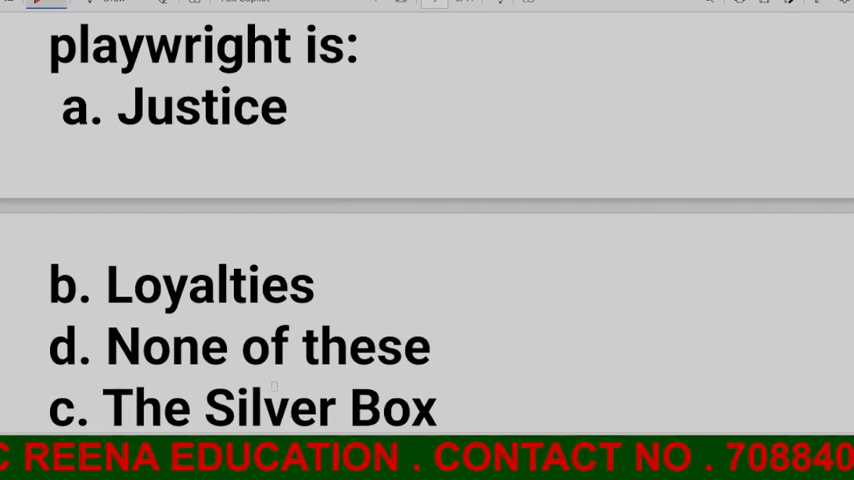 playwright is:
a. Justice
b. Loyalties
d. None of these
c. The Silver Box
C REENA EDUCATION . CONTACT NO . 708840